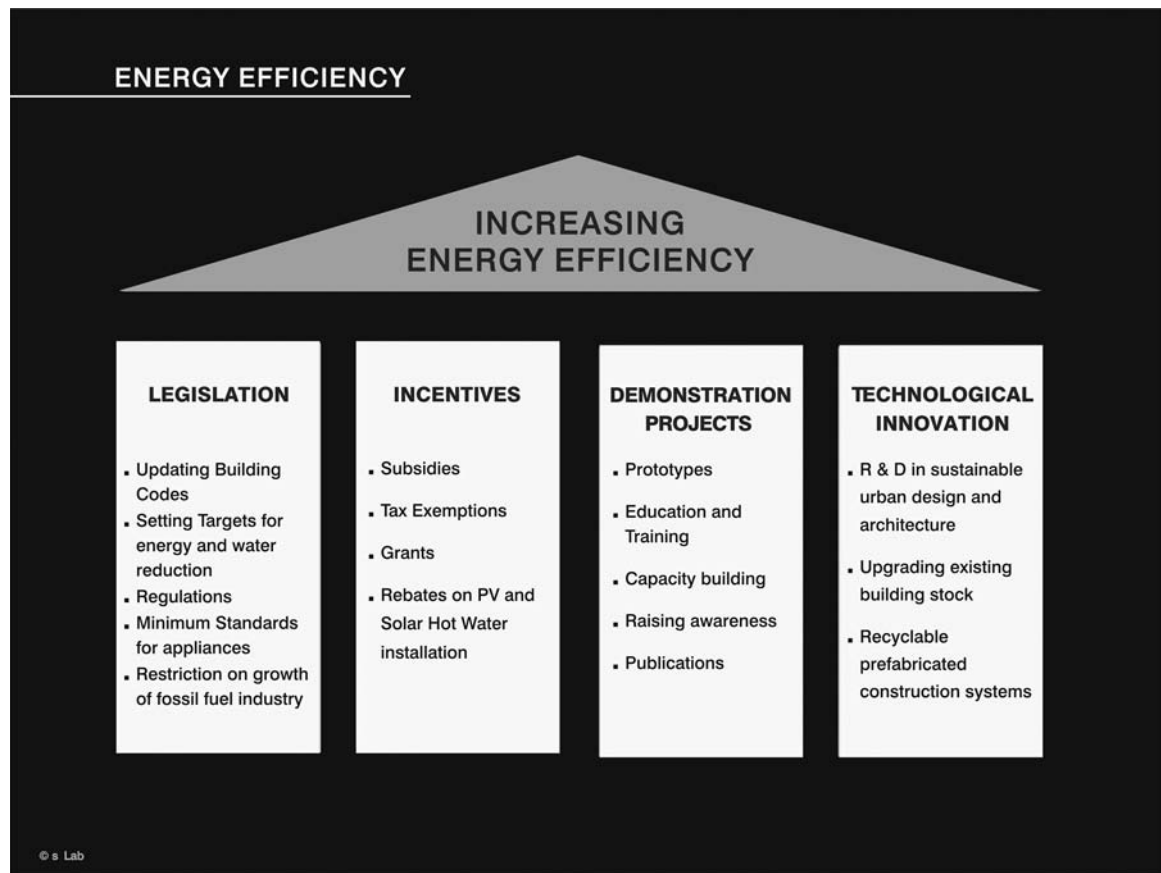 ENERGY EFFICIENCY
INCREASING
ENERGY EFFICIENCY
LEGISLATION
▪ Updating Building
Codes
▪ Setting Targets for
energy and water
reduction
▪ Regulations
▪ Minimum Standards
for appliances
▪ Restriction on growth
of fossil fuel industry
INCENTIVES
▪ Subsidies
▪ Tax Exemptions
▪ Grants
▪ Rebates on PV and
Solar Hot Water
installation
DEMONSTRATION
PROJECTS
▪ Prototypes
▪ Education and
Training
▪ Capacity building
▪ Raising awareness
▪ Publications
TECHNOLOGICAL
INNOVATION
▪ R & D in sustainable
urban design and
architecture
▪ Upgrading existing
building stock
▪ Recyclable
prefabricated
construction systems
© s Lab